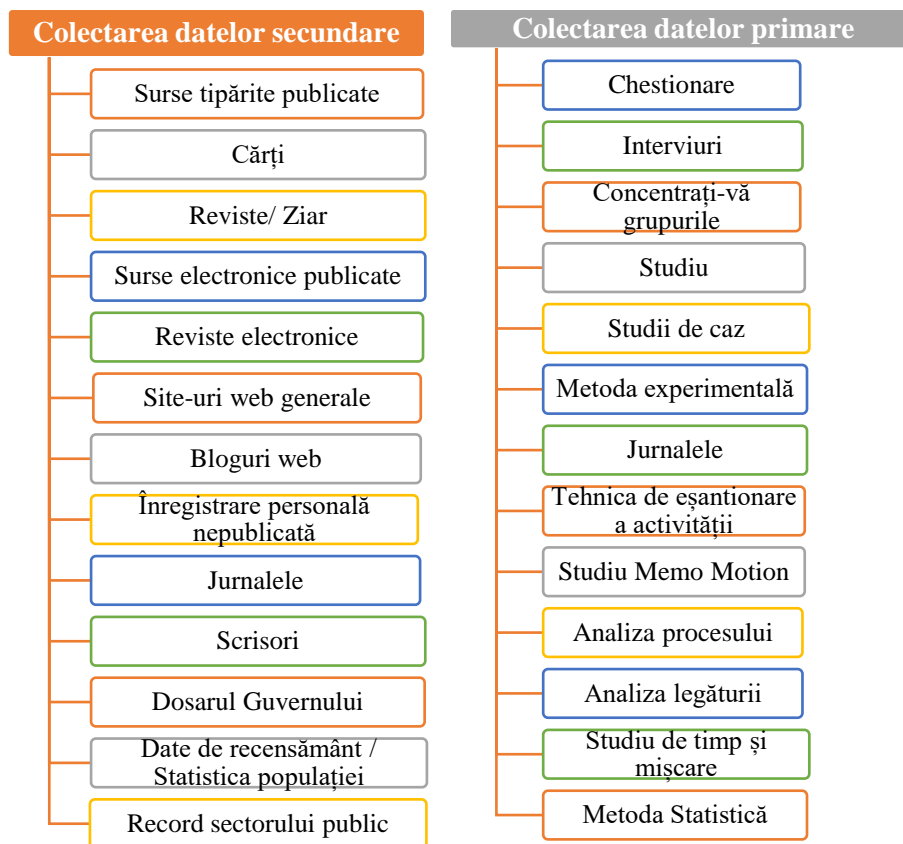 Colectarea datelor secundare
Surse tipărite publicate
Cărți
Reviste/ Ziar
Surse electronice publicate
Reviste electronice
Site-uri web generale
Bloguri web
Înregistrare personală
nepublicată
Jurnalele
Scrisori
Dosarul Guvernului
Date de recensământ /
Statistica populației
Record sectorului public
Colectarea datelor primare
Chestionare
Interviuri
Concentrați-vă
grupurile
Studiu
Studii de caz
Metoda experimentală
Jurnalele
Tehnica de eșantionare
a activității
Studiu Memo Motion
Analiza procesului
Analiza legăturii
Studiu de timp și
mișcare
Metoda Statistică